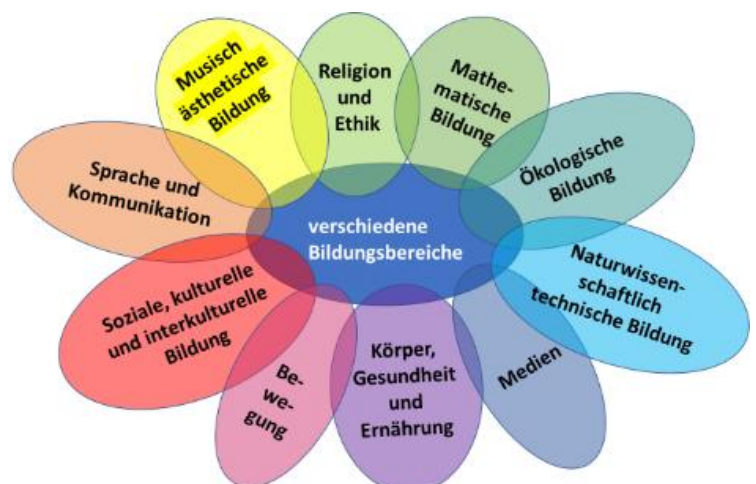 Musisch
ästhetische
Bildung
Religion
und
Ethik
Mathe-
matische
Bildung
Ökologische
Bildung
Naturwissen-
schaftlich
technische Bildung
Medien
Körper,
Gesundheit
und
Ernährung
Be-
we-
gung
Soziale, kulturelle
und interkulturelle
Bildung
Sprache und
Kommunikation
verschiedene
Bildungsbereiche